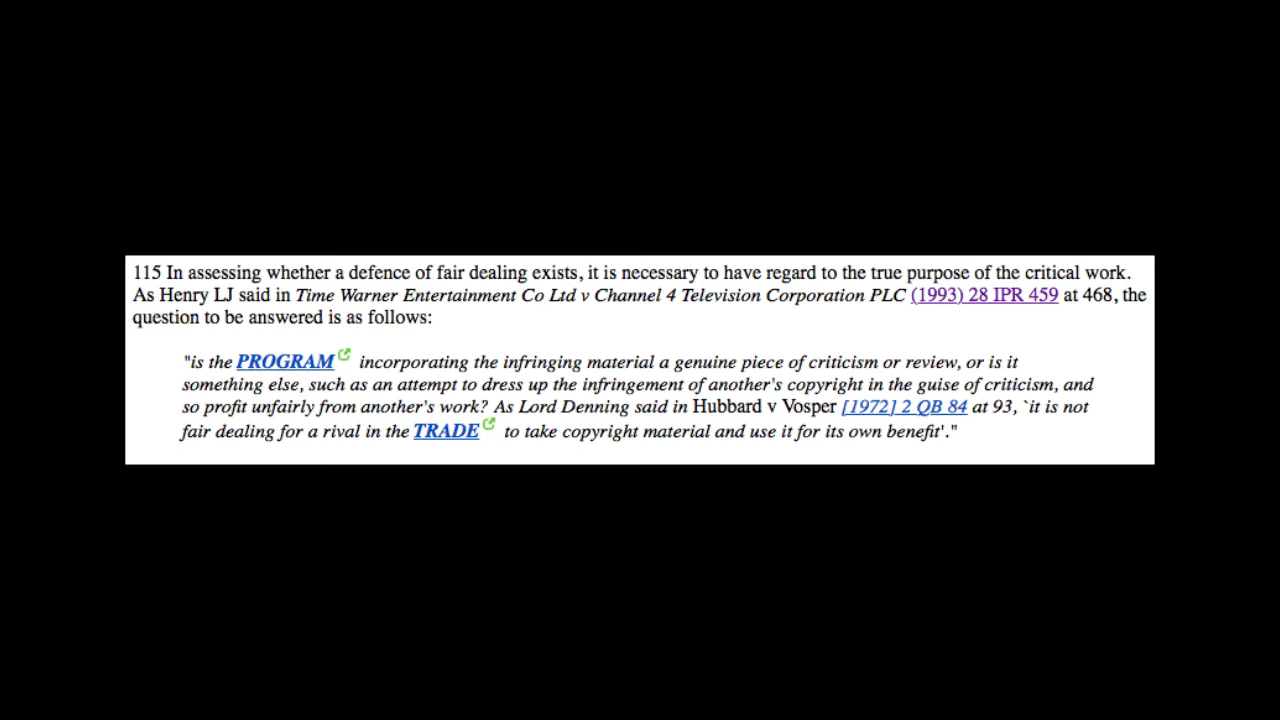 115 In assessing whether a defence of fair dealing exists, it is necessary to have regard to the true purpose of the critical work.
As Henry LJ said in Time Warner Entertainment Co Ltd v Channel 4 Television Corporation PLC (1993) 28 IPR 459 at 468, the
question to be answered is as follows:
"is the PROGRAM incorporating the infringing material a genuine piece of criticism or review, or is it
something else, such as an attempt to dress up the infringement of another's copyright in the guise of criticism, and
so profit unfairly from another's work? As Lord Denning said in Hubbard v Vosper [1972] 2 QB 84 at 93, `it is not
fair dealing for a rival in the TRADE to take copyright material and use it for its own benefit'."